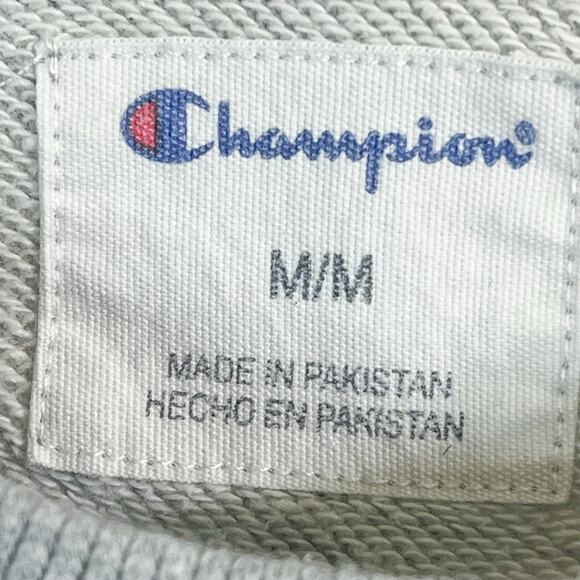 Champion®
M/M
MADE IN PAKISTAN
HECHO EN PAKISTAN